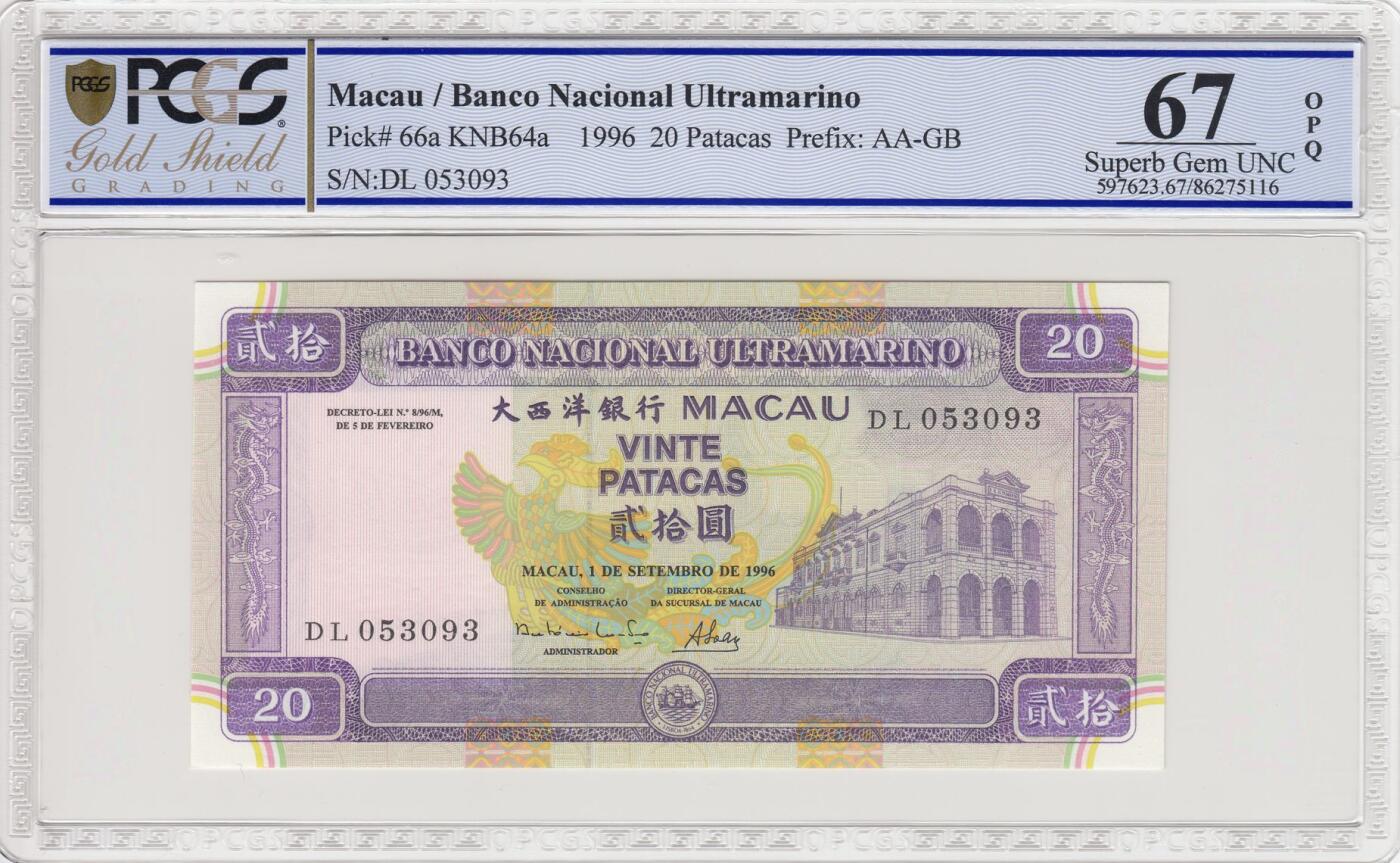 PCGS
PCGS®
Gold Shield
GRADING
Macau / Banco Nacional Ultramarino
Pick# 66a KNB64a 1996 20 Patacas Prefix: AA-GB
S/N:DL 053093
67
Superb Gem UNC
597623.67/86275116
OPQ
貳拾
BANCO NACIONAL ULTRAMARINO
20
DECRETO-LEI N.º 8/96/M,
DE 5 DE FEVEREIRO
大西洋銀行 MACAU
DL 053093
VINTE
PATACAS
貳拾圓
MACAU, 1 DE SETEMBRO DE 1996
CONSELHO
DE ADMINISTRAÇÃO
DIRECTOR-GERAL
DA SUCURSAL DE MACAU
DL 053093
ADMINISTRADOR
20
BANCO NACIONAL ULTRAMARINO
貳拾